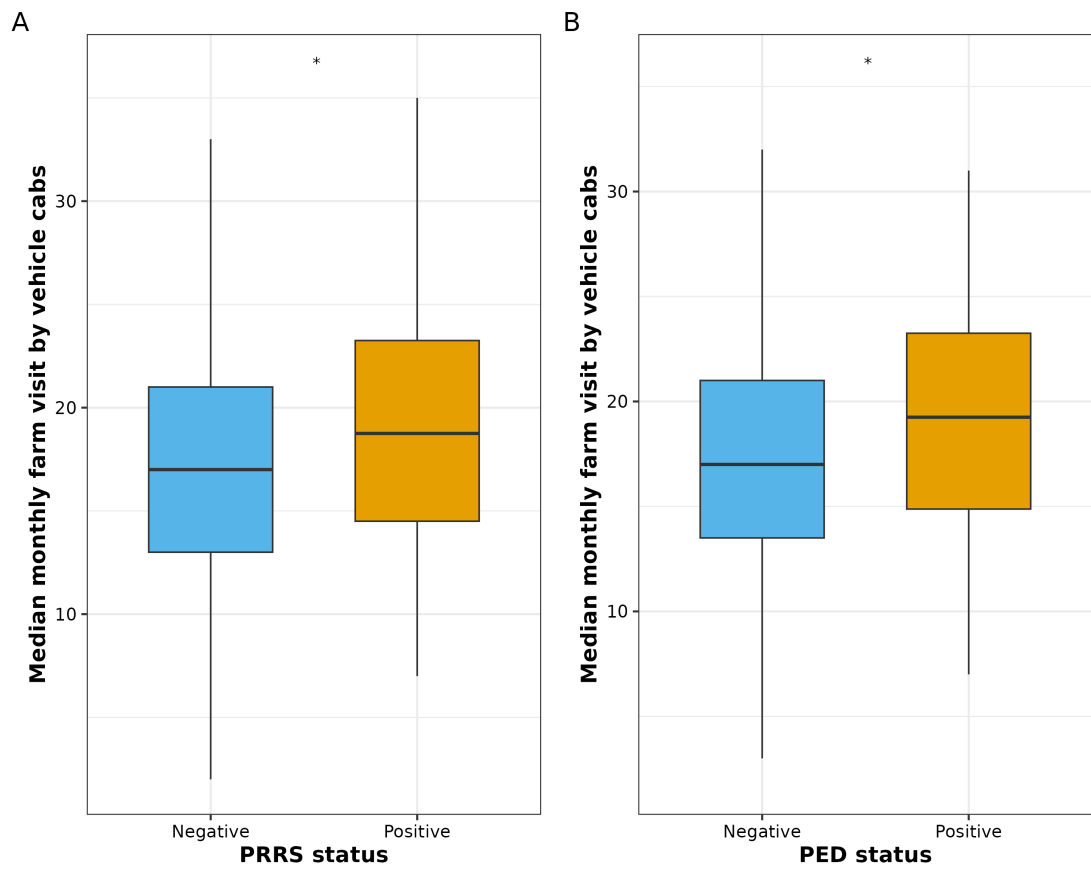 A
*
Median monthly farm visit by vehicle cabs
30
20
10
Negative Positive
PRRS status
B
*
Median monthly farm visit by vehicle cabs
30
20
10
Negative Positive
PED status